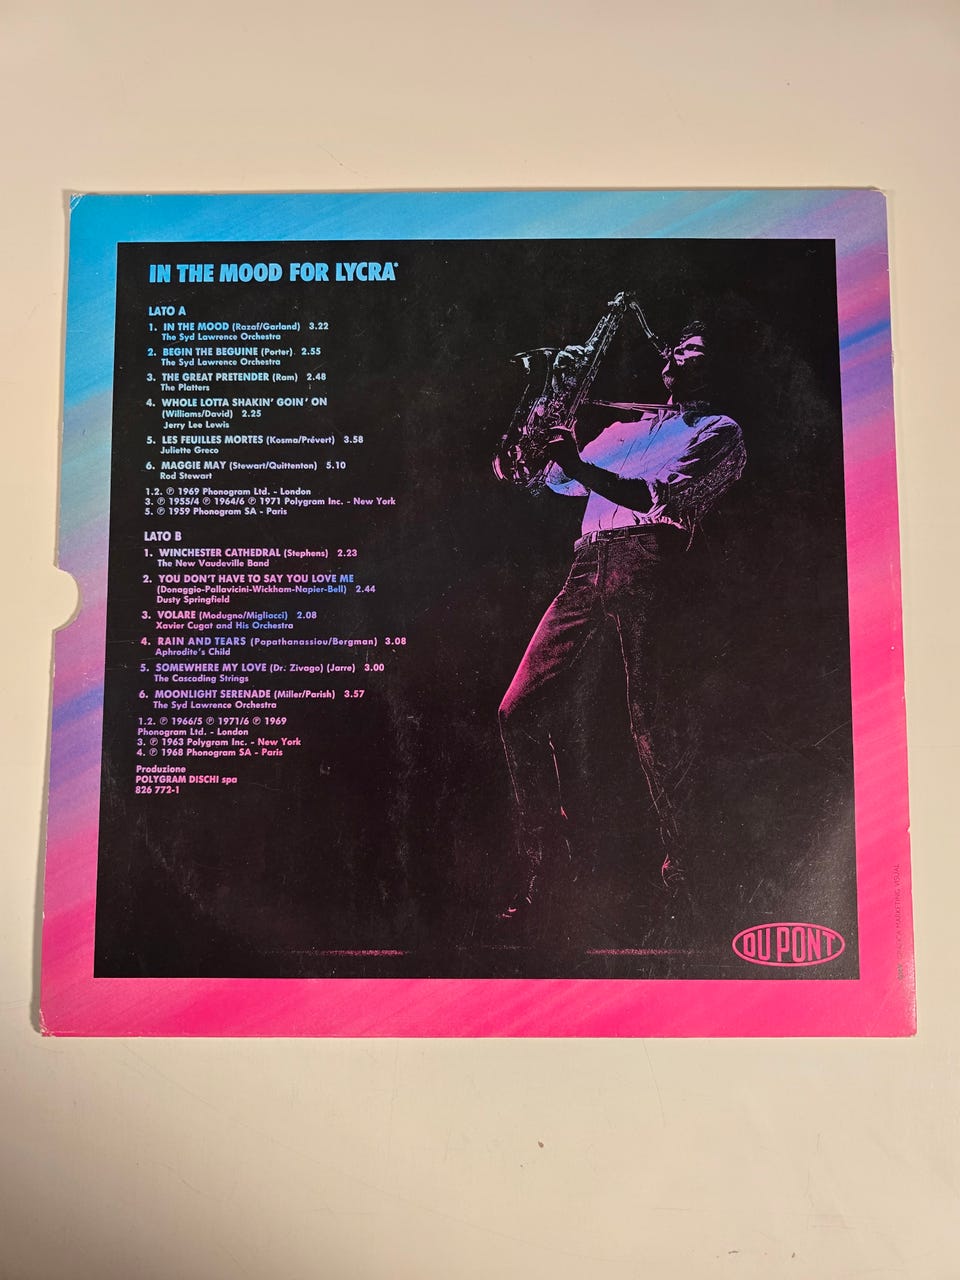 IN THE MOOD FOR LYCRA*
LATO A
1. IN THE MOOD (Razaf/Garland) 3.22
The Syd Lawrence Orchestra
2. BEGIN THE BEGUINE (Porter) 2.55
The Syd Lawrence Orchestra
3. THE GREAT PRETENDER (Ram) 2.48
The Platters
4. WHOLE LOTTA SHAKIN' GOIN' ON
(Williams/David) 2.25
Jerry Lee Lewis
5. LES FEUILLES MORTES (Kosma/Prévert) 3.58
Juliette Greco
6. MAGGIE MAY (Stewart/Quittenton) 5.10
Rod Stewart
1.2. ℗ 1969 Phonogram Ltd. - London
3. ℗ 1955/4 ℗ 1964/6 ℗ 1971 Polygram Inc. - New York
5. ℗ 1959 Phonogram SA - Paris
LATO B
1. WINCHESTER CATHEDRAL (Stephens) 2.23
The New Vaudeville Band
2. YOU DON'T HAVE TO SAY YOU LOVE ME
(Donaggio-Pallavicini-Wickham-Napier-Bell) 2.44
Dusty Springfield
3. VOLARE (Modugno/Migliacci) 2.08
Xavier Cugat and His Orchestra
4. RAIN AND TEARS (Papathanassiou/Bergman) 3.08
Aphrodite's Child
5. SOMEWHERE MY LOVE (Dr. Zivago) (Jarre) 3.00
The Cascading Strings
6. MOONLIGHT SERENADE (Miller/Parish) 3.57
The Syd Lawrence Orchestra
1.2. ℗ 1966/5 ℗ 1971/6 ℗ 1969
Phonogram Ltd. - London
3. ℗ 1963 Polygram Inc. - New York
4. ℗ 1968 Phonogram SA - Paris
Produzione
POLYGRAM DISCHI spa
826 772-1
DU PONT
MARKETING VISUAL